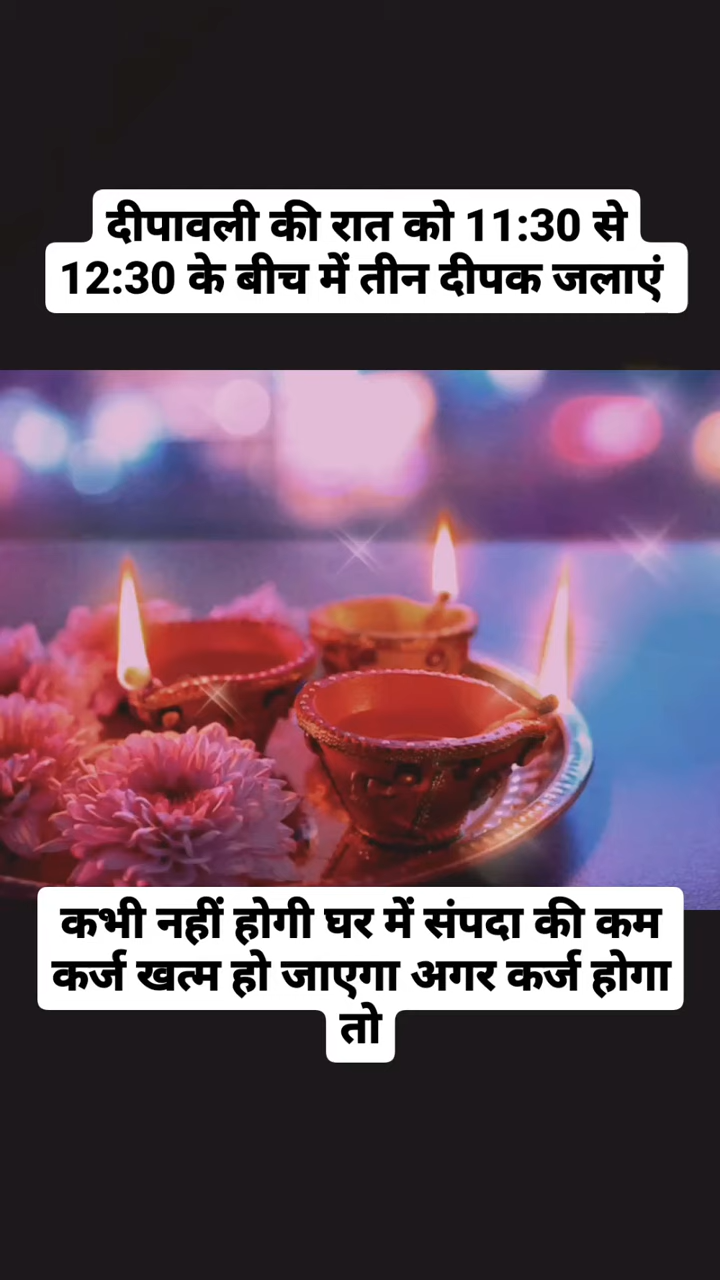 दीपावली की रात को 11:30 से
12:30 के बीच में तीन दीपक जलाएं
कभी नहीं होगी घर में संपदा की कम
कर्ज खत्म हो जाएगा अगर कर्ज होगा
तो